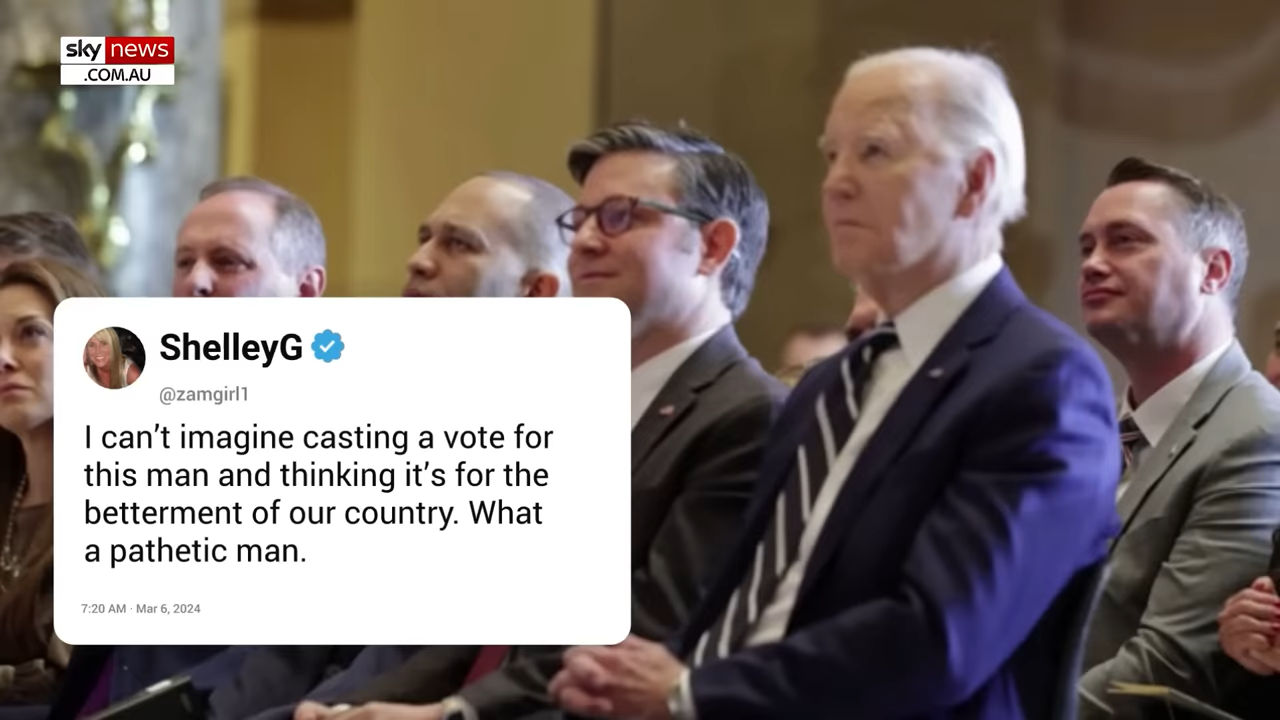 sky news
.COM.AU
ShelleyG
@zamgirl1
I can’t imagine casting a vote for
this man and thinking it’s for the
betterment of our country. What
a pathetic man.
7:20 AM · Mar 6, 2024